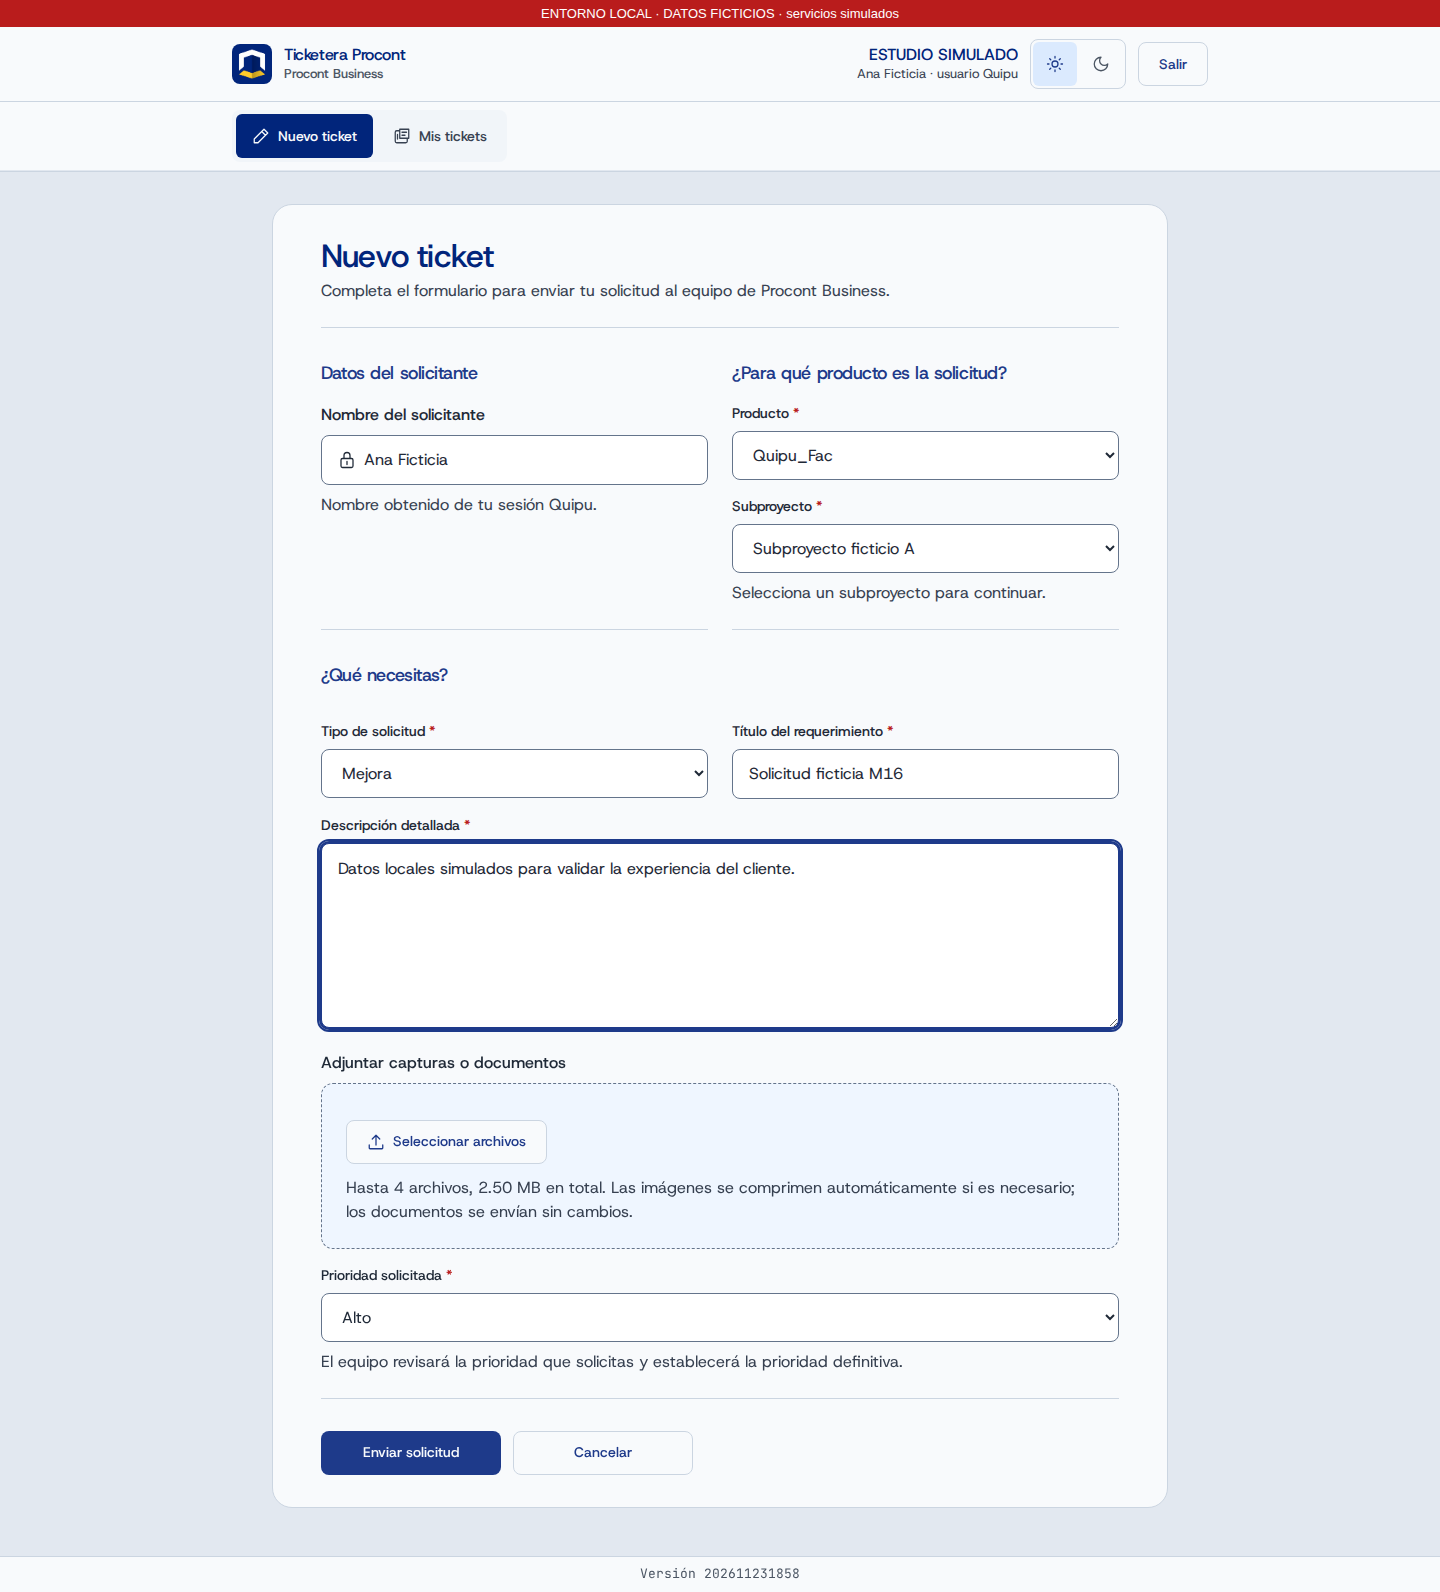 ENTORNO LOCAL · DATOS FICTICIOS · servicios simulados
Ticketera Procont
Procont Business
ESTUDIO SIMULADO
Ana Ficticia · usuario Quipu
Salir
Nuevo ticket
Mis tickets
Nuevo ticket
Completa el formulario para enviar tu solicitud al equipo de Procont Business.
Datos del solicitante
Nombre del solicitante
Ana Ficticia
Nombre obtenido de tu sesión Quipu.
¿Para qué producto es la solicitud?
Producto *
Quipu_Fac
Subproyecto *
Subproyecto ficticio A
Selecciona un subproyecto para continuar.
¿Qué necesitas?
Tipo de solicitud *
Mejora
Título del requerimiento *
Solicitud ficticia M16
Descripción detallada *
Datos locales simulados para validar la experiencia del cliente.
Adjuntar capturas o documentos
Seleccionar archivos
Hasta 4 archivos, 2.50 MB en total. Las imágenes se comprimen automáticamente si es necesario;
los documentos se envían sin cambios.
Prioridad solicitada *
Alto
El equipo revisará la prioridad que solicitas y establecerá la prioridad definitiva.
Enviar solicitud
Cancelar
Versión 202611231858